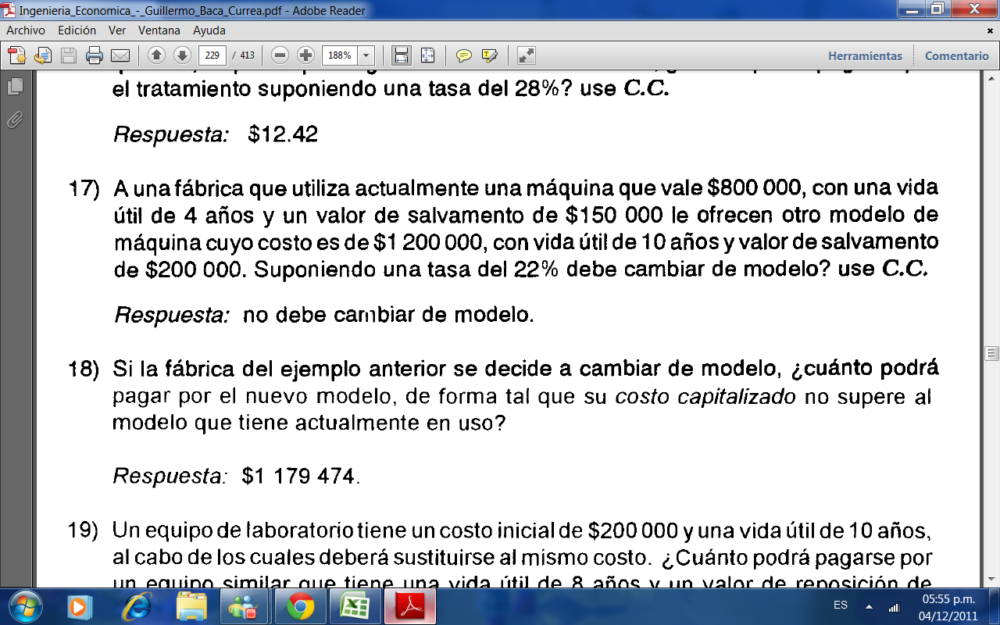 Ingenieria_Economica_-_Guillermo_Baca_Currea.pdf - Adobe Reader
Archivo Edición Ver Ventana Ayuda
229 / 413 188% Herramientas Comentario
el tratamiento suponiendo una tasa del 28%? use C.C.
Respuesta: $12.42
17) A una fábrica que utiliza actualmente una máquina que vale $800 000, con una vida
útil de 4 años y un valor de salvamento de $150 000 le ofrecen otro modelo de
máquina cuyo costo es de $1 200 000, con vida útil de 10 años y valor de salvamento
de $200 000. Suponiendo una tasa del 22% debe cambiar de modelo? use C.C.
Respuesta: no debe cambiar de modelo.
18) Si la fábrica del ejemplo anterior se decide a cambiar de modelo, ¿cuánto podrá
pagar por el nuevo modelo, de forma tal que su costo capitalizado no supere al
modelo que tiene actualmente en uso?
Respuesta: $1 179 474.
19) Un equipo de laboratorio tiene un costo inicial de $200 000 y una vida útil de 10 años,
al cabo de los cuales deberá sustituirse al mismo costo. ¿Cuánto podrá pagarse por
un equipo similar que tiene una vida útil de 8 años y un valor de reposición de
ES 05:55 p.m.
04/12/2011